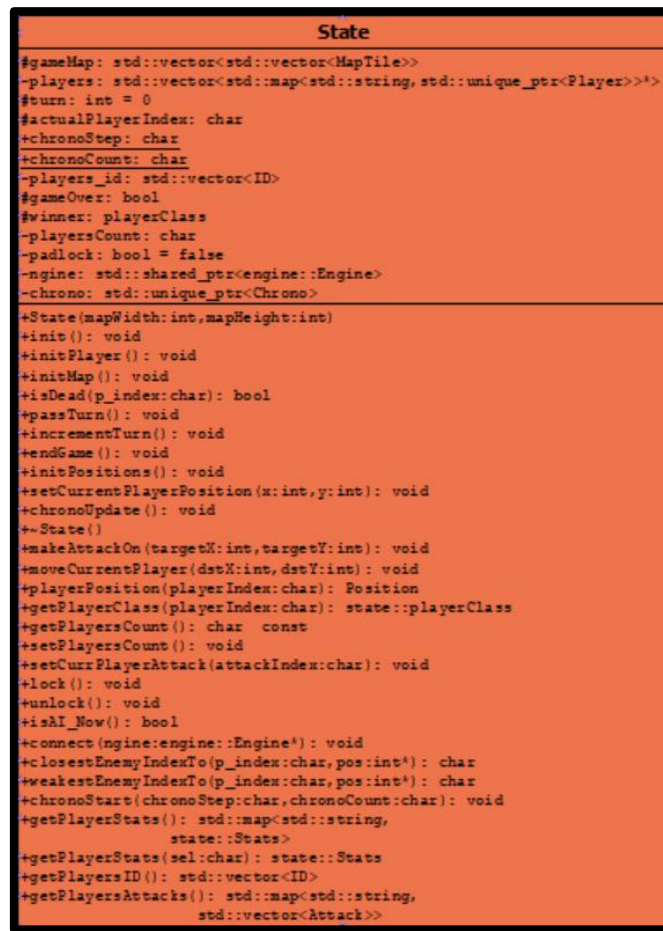 State
#gameMap: std::vector<std::vector<MapTile>>
-players: std::vector<std::map<std::string,std::unique_ptr<Player>>*>
#turn: int = 0
#actualPlayerIndex: char
+chronoStep: char
+chronoCount: char
-players_id: std::vector<ID>
#gameOver: bool
#winner: playerClass
-playersCount: char
-padlock: bool = false
-ngine: std::shared_ptr<engine::Engine>
-chrono: std::unique_ptr<Chrono>
+State(mapWidth:int,mapHeight:int)
+init(): void
+initPlayer(): void
+initMap(): void
+isDead(p_index:char): bool
+passTurn(): void
+incrementTurn(): void
+endGame(): void
+initPositions(): void
+setCurrentPlayerPosition(x:int,y:int): void
+chronoUpdate(): void
+~State()
+makeAttackOn(targetX:int,targetY:int): void
+moveCurrentPlayer(dstX:int,dstY:int): void
+playerPosition(playerIndex:char): Position
+getPlayerClass(playerIndex:char): state::playerClass
+getPlayersCount(): char const
+setPlayersCount(): void
+setCurrPlayerAttack(attackIndex:char): void
+lock(): void
+unlock(): void
+isAI_Now(): bool
+connect(ngine:engine::Engine*): void
+closestEnemyIndexTo(p_index:char,pos:int*): char
+weakestEnemyIndexTo(p_index:char,pos:int*): char
+chronoStart(chronoStep:char,chronoCount:char): void
+getPlayerStats(): std::map<std::string,
state::Stats>
+getPlayerStats(sel:char): state::Stats
+getPlayersID(): std::vector<ID>
+getPlayersAttacks(): std::map<std::string,
std::vector<Attack>>